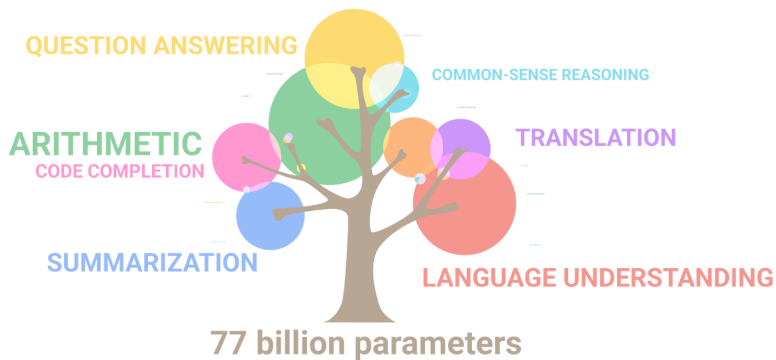 QUESTION ANSWERING
COMMON-SENSE REASONING
ARITHMETIC
TRANSLATION
CODE COMPLETION
SUMMARIZATION
LANGUAGE UNDERSTANDING
77 billion parameters